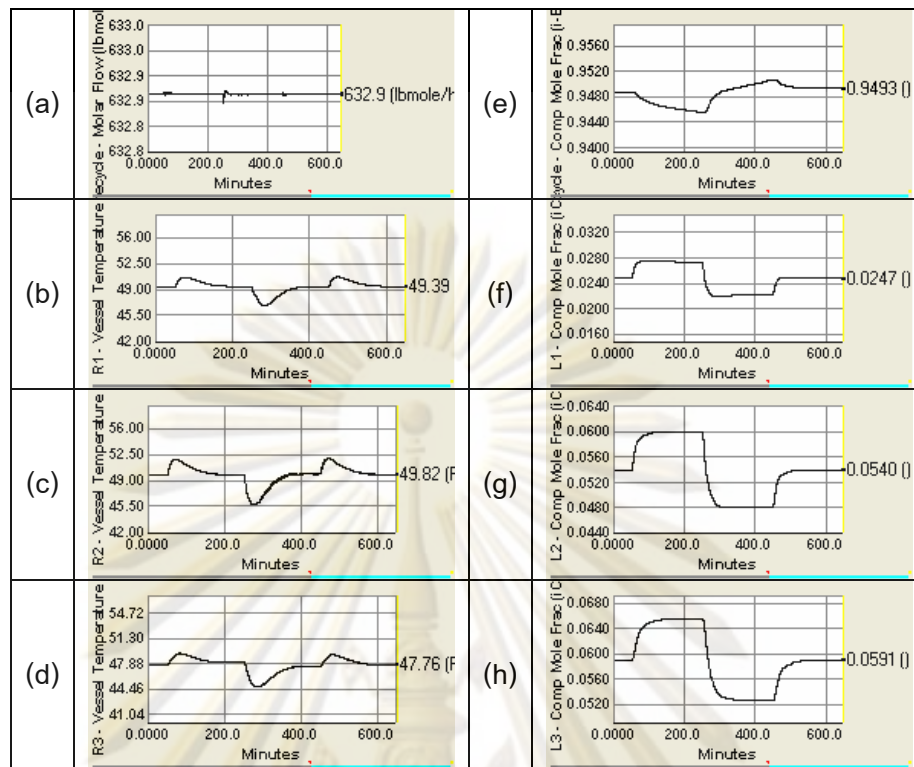 (a)
Recycle - Molar Flow (lbmol
633.0
633.0
632.9
632.9
632.8
632.8
0.0000 200.0 400.0 600.0
Minutes
632.9 (lbmole/h
(e)
cycle - Comp Mole Frac (i-B
0.9560
0.9520
0.9480
0.9440
0.9400
0.0000 200.0 400.0 600.0
Minutes
0.9493 ()
(b)
R1 - Vessel Temperature
56.00
52.50
49.00
45.50
42.00
0.0000 200.0 400.0 600.0
Minutes
49.39
(f)
L1 - Comp Mole Frac (i C
0.0320
0.0280
0.0240
0.0200
0.0160
0.0000 200.0 400.0 600.0
Minutes
0.0247 ()
(c)
R2 - Vessel Temperature
56.00
52.50
49.00
45.50
42.00
0.0000 200.0 400.0 600.0
Minutes
49.82 (F
(g)
L2 - Comp Mole Frac (i C
0.0640
0.0600
0.0560
0.0520
0.0480
0.0440
0.0000 200.0 400.0 600.0
Minutes
0.0540 ()
(d)
R3 - Vessel Temperature
54.72
51.30
47.88
44.46
41.04
0.0000 200.0 400.0 600.0
Minutes
47.76 (F
(h)
L3 - Comp Mole Frac (i C
0.0680
0.0640
0.0600
0.0560
0.0520
0.0000 200.0 400.0 600.0
Minutes
0.0591 ()